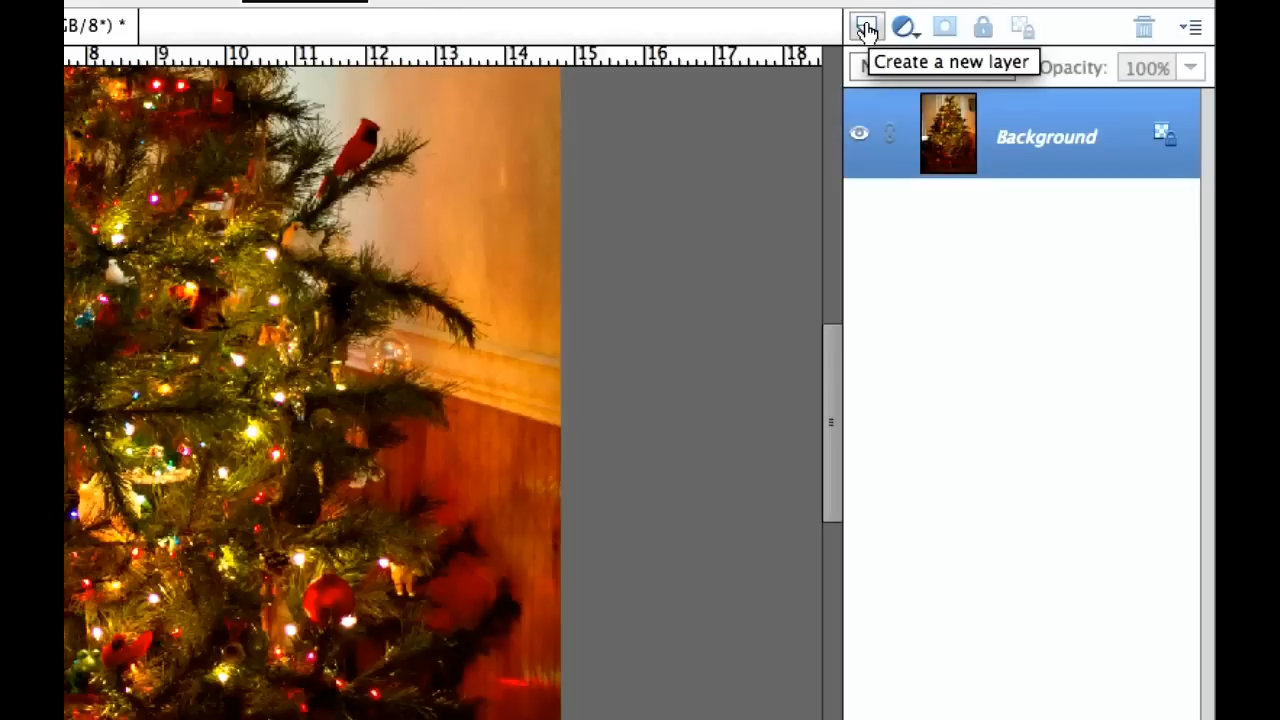 GB/8*) *
8 9 10 11 12 13 14 15 16 17 18
Create a new layer
Opacity: 100%
Background